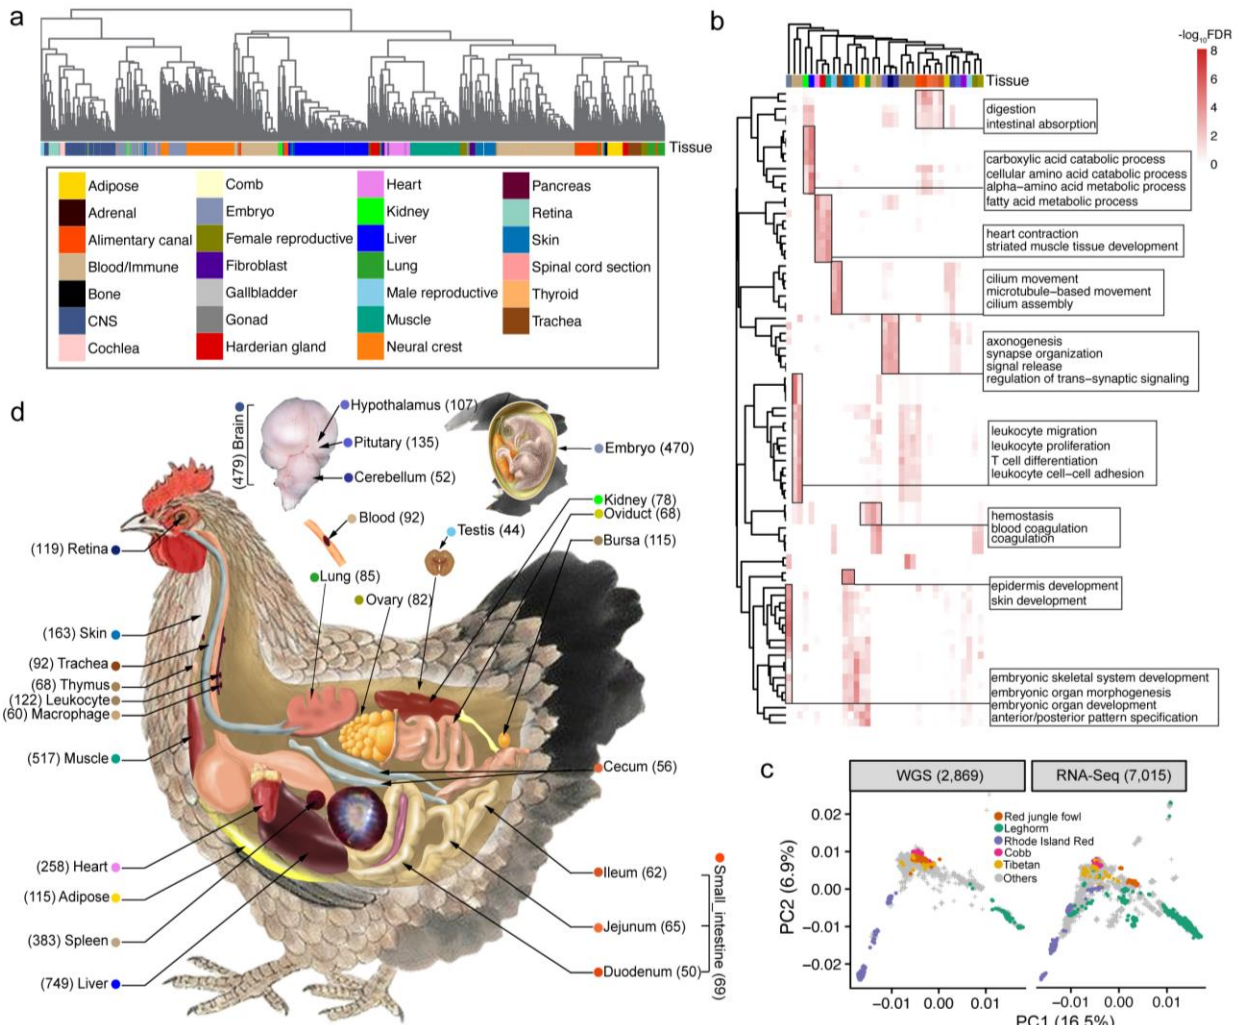 a
Tissue
Adipose
Adrenal
Alimentary canal
Blood/Immune
Bone
CNS
Cochlea
Comb
Embryo
Female reproductive
Fibroblast
Gallbladder
Gonad
Harderian gland
Heart
Kidney
Liver
Lung
Male reproductive
Muscle
Neural crest
Pancreas
Retina
Skin
Spinal cord section
Thyroid
Trachea
b
-log₁₀FDR
8
6
4
2
0
Tissue
digestion
intestinal absorption
carboxylic acid catabolic process
cellular amino acid catabolic process
alpha−amino acid metabolic process
fatty acid metabolic process
heart contraction
striated muscle tissue development
cilium movement
microtubule−based movement
cilium assembly
axonogenesis
synapse organization
signal release
regulation of trans−synaptic signaling
leukocyte migration
leukocyte proliferation
T cell differentiation
leukocyte cell−cell adhesion
hemostasis
blood coagulation
coagulation
epidermis development
skin development
embryonic skeletal system development
embryonic organ morphogenesis
embryonic organ development
anterior/posterior pattern specification
d
(479) Brain
Hypothalamus (107)
Pitutary (135)
Cerebellum (52)
Embryo (470)
Blood (92)
Testis (44)
Kidney (78)
Oviduct (68)
Bursa (115)
Lung (85)
Ovary (82)
(119) Retina
(163) Skin
(92) Trachea
(68) Thymus
(122) Leukocyte
(60) Macrophage
(517) Muscle
(258) Heart
(115) Adipose
(383) Spleen
(749) Liver
Cecum (56)
Ileum (62)
Jejunum (65)
Duodenum (50)
Small_intestine (69)
c
WGS (2,869)
RNA−Seq (7,015)
Red jungle fowl
Leghorm
Rhode Island Red
Cobb
Tibetan
Others
PC2 (6.9%)
0.02
0.01
0.00
−0.01
−0.02
−0.01 0.00 0.01
−0.01 0.00 0.01
PC1 (16.5%)